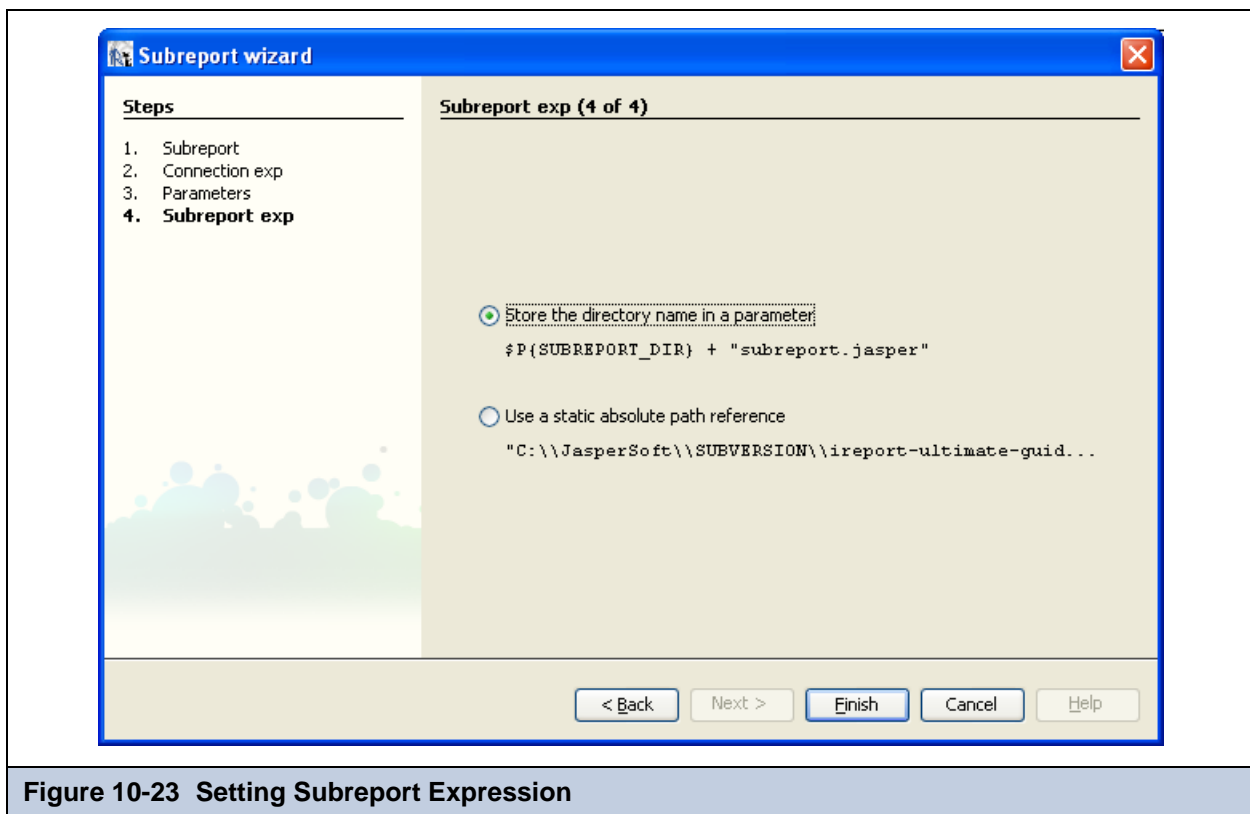 Subreport wizard
Steps
1. Subreport
2. Connection exp
3. Parameters
4. Subreport exp
Subreport exp (4 of 4)
Store the directory name in a parameter
$P{SUBREPORT_DIR} + "subreport.jasper"
Use a static absolute path reference
"C:\\JasperSoft\\SUBVERSION\\ireport-ultimate-guid...
< Back Next > Finish Cancel Help
Figure 10-23 Setting Subreport Expression